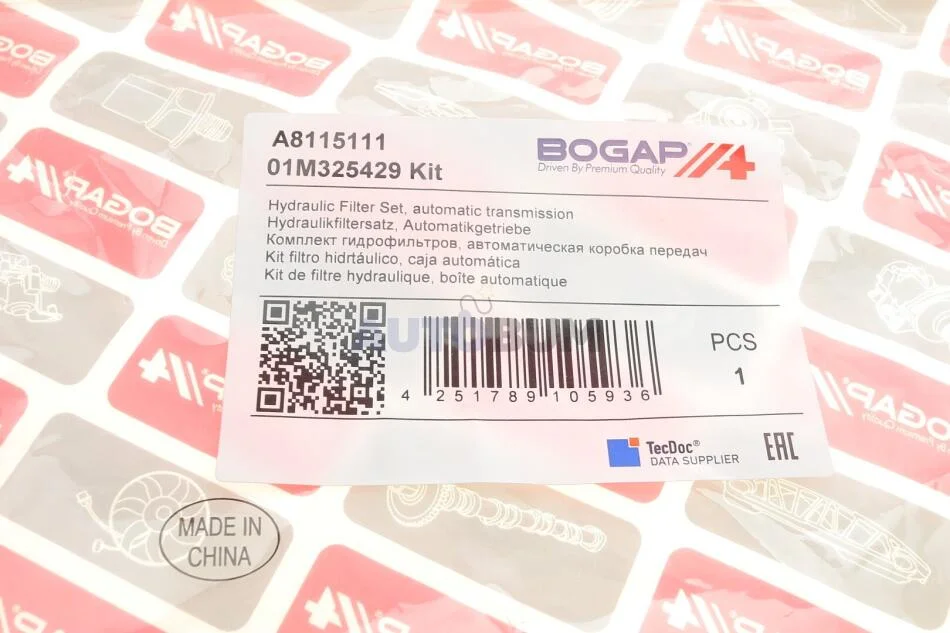 A8115111
01M325429 Kit
BOGAP
Driven By Premium Quality
Hydraulic Filter Set, automatic transmission
Hydraulikfiltersatz, Automatikgetriebe
Комплект гидрофильтров, автоматическая коробка передач
Kit filtro hidrtáulico, caja automática
Kit de filtre hydraulique, boîte automatique
AUTOBUM
4 251789 105936
PCS
1
TecDoc®
DATA SUPPLIER
EAC
MADE IN
CHINA